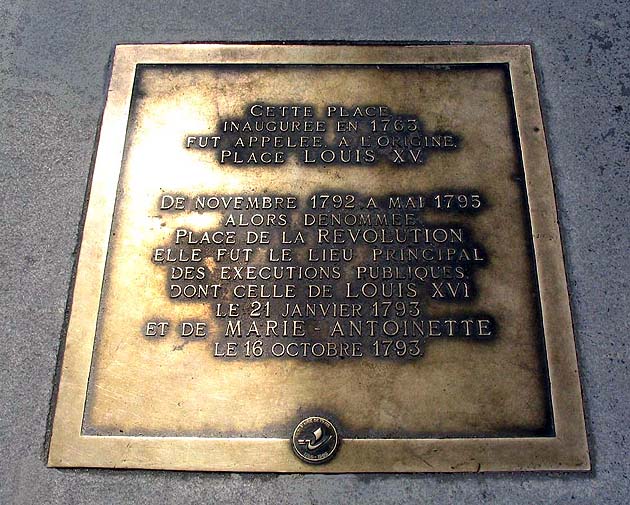 CETTE PLACE
INAUGUREE EN 1763
FUT APPELEE A L'ORIGINE,
PLACE LOUIS XV.
DE NOVEMBRE 1792 A MAI 1795
ALORS DENOMMEE
PLACE DE LA REVOLUTION
ELLE FUT LE LIEU PRINCIPAL
DES EXECUTIONS PUBLIQUES,
DONT CELLE DE LOUIS XVI
LE 21 JANVIER 1793
ET DE MARIE-ANTOINETTE
LE 16 OCTOBRE 1793.